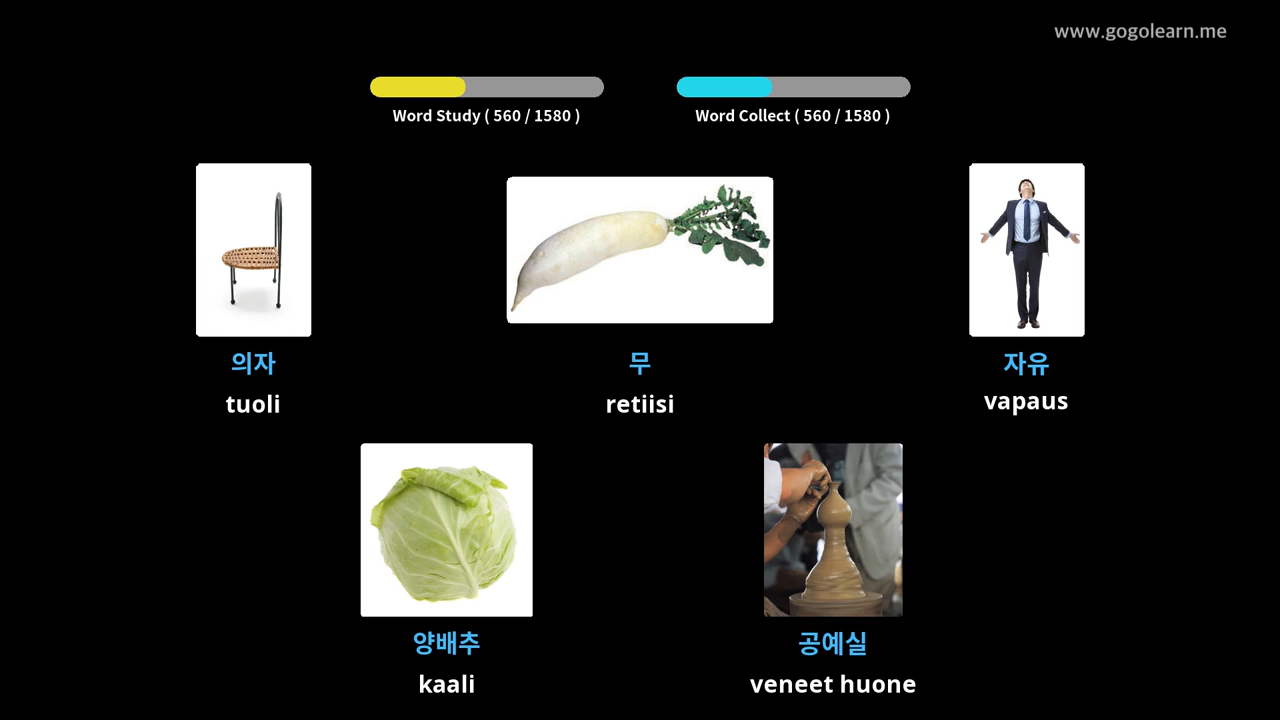 www.gogolearn.me
Word Study ( 560 / 1580 )
Word Collect ( 560 / 1580 )
의자
무
자유
tuoli
retiisi
vapaus
양배추
공예실
kaali
veneet huone